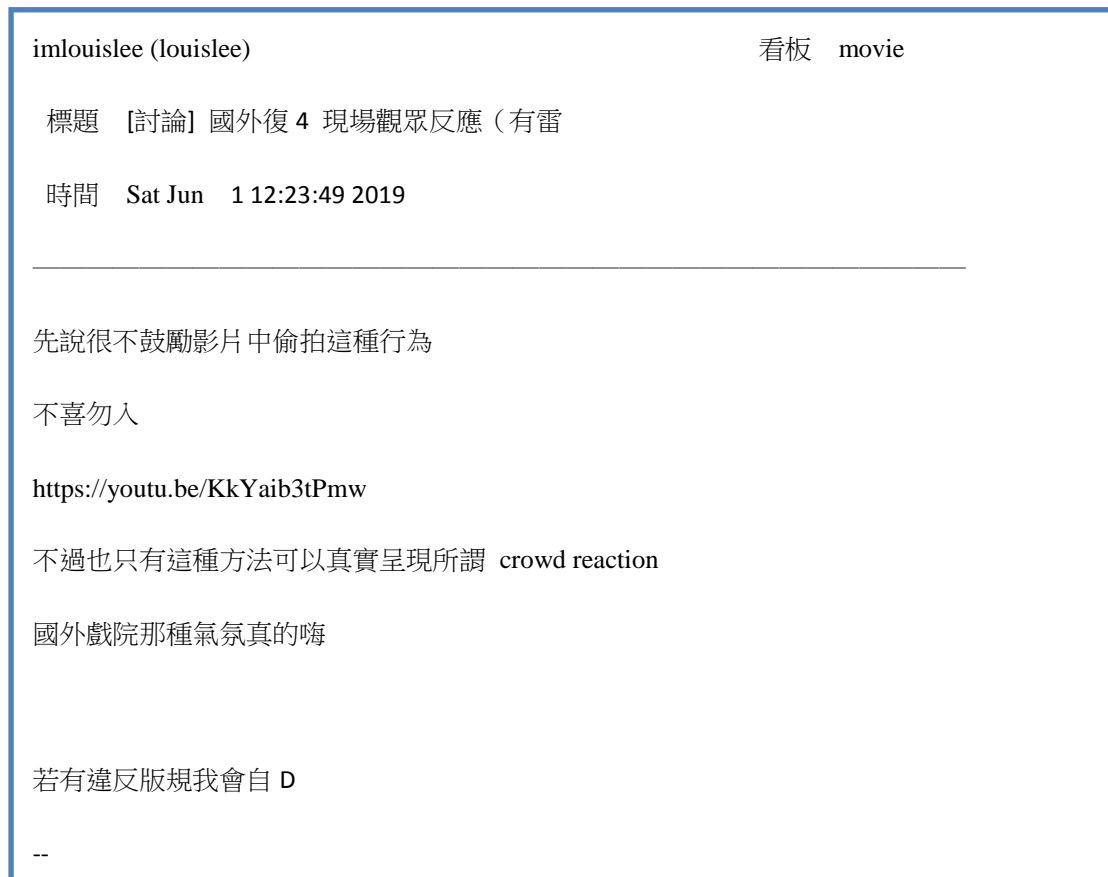 imlouislee (louislee) 看板 movie
標題 [討論] 國外復 4 現場觀眾反應（有雷
時間 Sat Jun 1 12:23:49 2019
先說很不鼓勵影片中偷拍這種行為
不喜勿入
https://youtu.be/KkYaib3tPmw
不過也只有這種方法可以真實呈現所謂 crowd reaction
國外戲院那種氣氛真的嗨
若有違反版規我會自 D
--